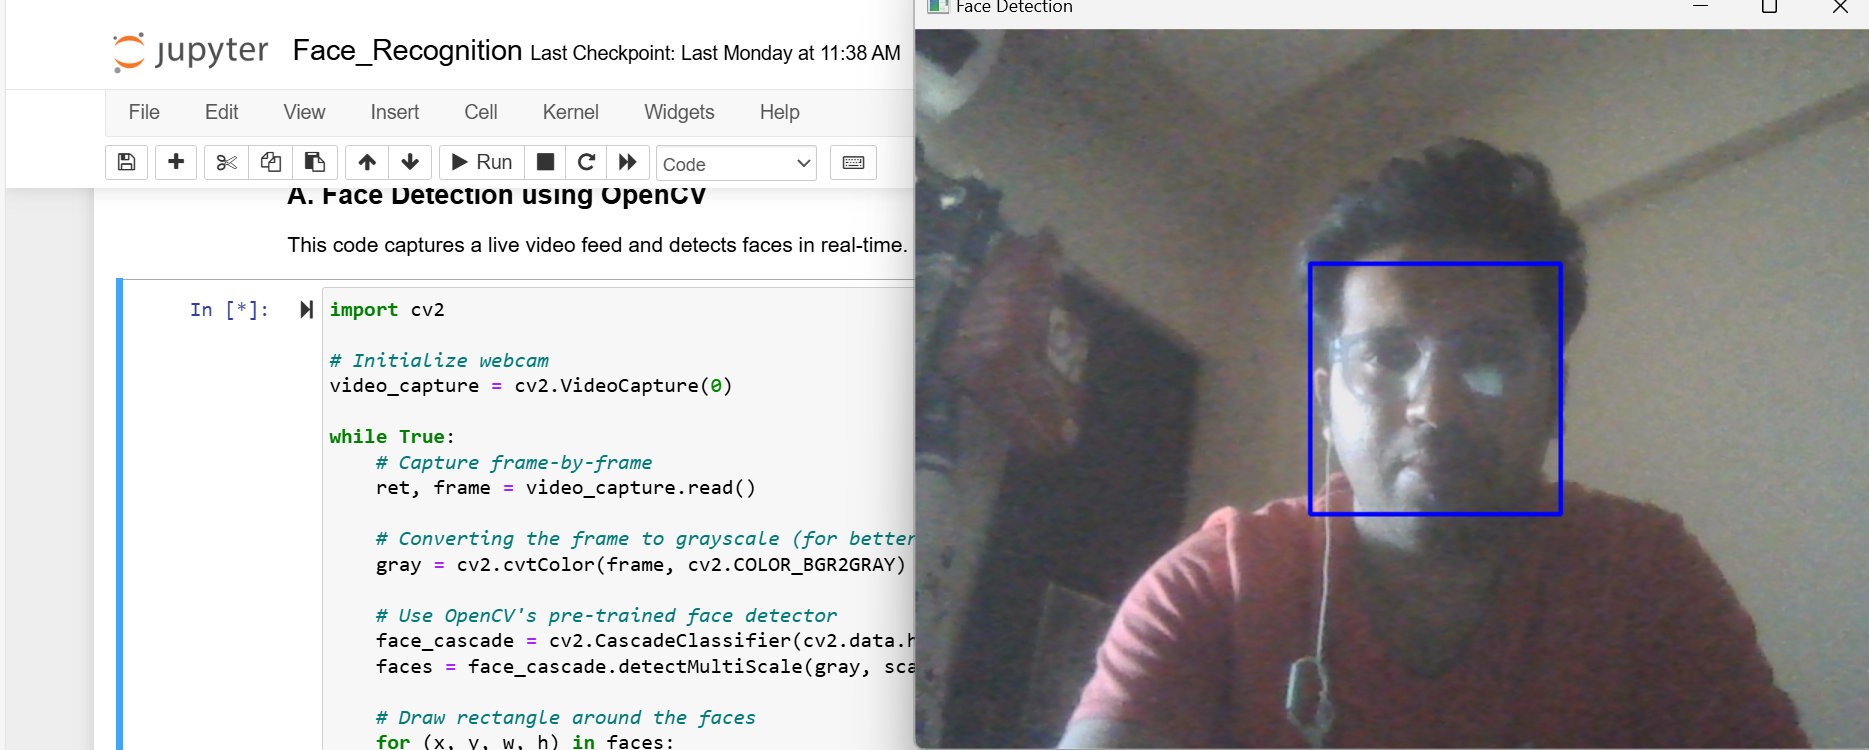 jupyter Face_Recognition Last Checkpoint: Last Monday at 11:38 AM
File Edit View Insert Cell Kernel Widgets Help
Run Code
A. Face Detection using OpenCV
This code captures a live video feed and detects faces in real-time.
In [*]:
import cv2
# Initialize webcam
video_capture = cv2.VideoCapture(0)
while True:
# Capture frame-by-frame
ret, frame = video_capture.read()
# Converting the frame to grayscale (for better
gray = cv2.cvtColor(frame, cv2.COLOR_BGR2GRAY)
# Use OpenCV's pre-trained face detector
face_cascade = cv2.CascadeClassifier(cv2.data.h
faces = face_cascade.detectMultiScale(gray, sca
# Draw rectangle around the faces
for (x, y, w, h) in faces:
Face Detection